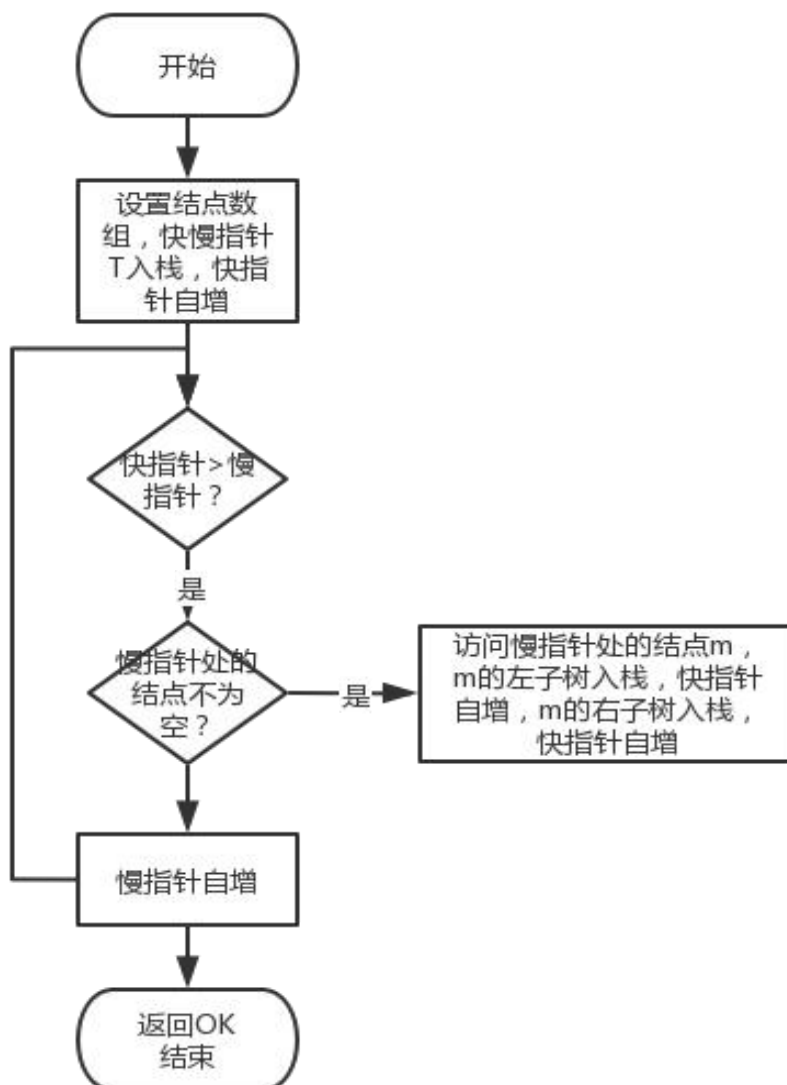 开始
设置结点数
组，快慢指针
T入栈，快指
针自增
快指针>慢
指针？
是
慢指针处的
结点不为
空？
是
访问慢指针处的结点m，
m的左子树入栈，快指针
自增，m的右子树入栈，
快指针自增
慢指针自增
返回OK
结束